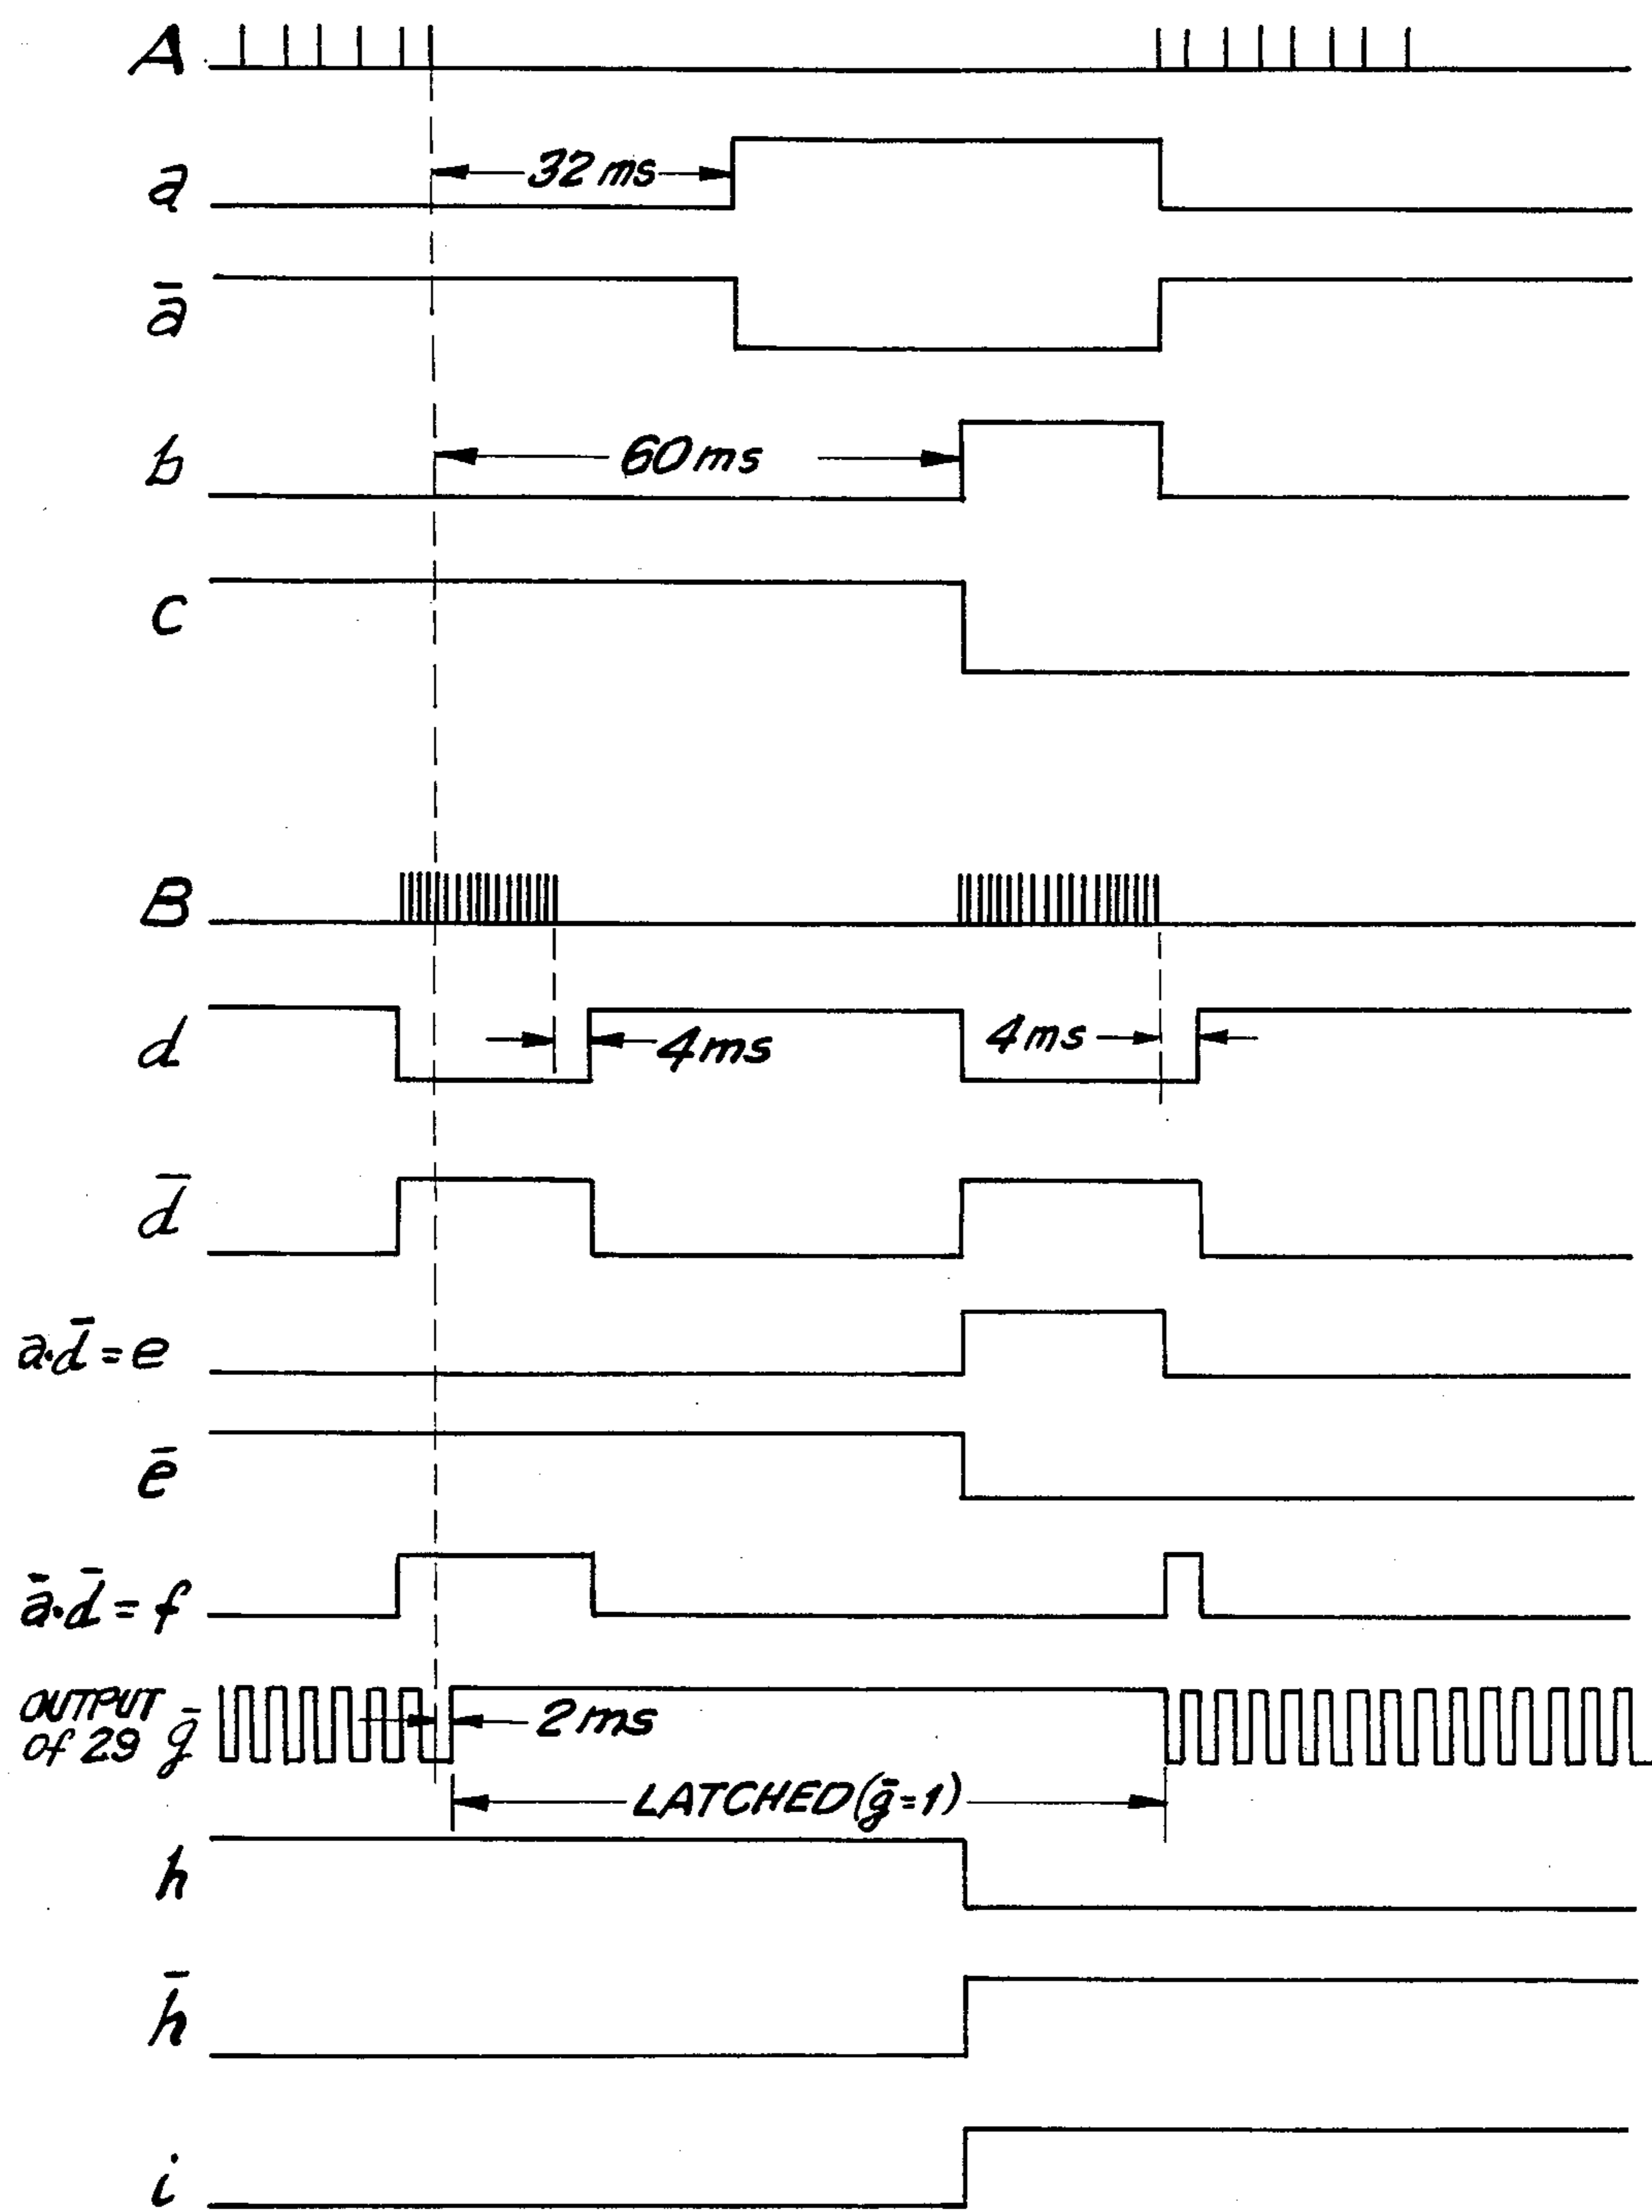 A
a
32 ms
ā
b
60 ms
c
B
d
4 ms
4 ms
d̄
a·d̄ = e
ē
ā·d̄ = f
OUTPUT
of 29 ḡ
2 ms
LATCHED (ḡ=1)
h
h̄
i